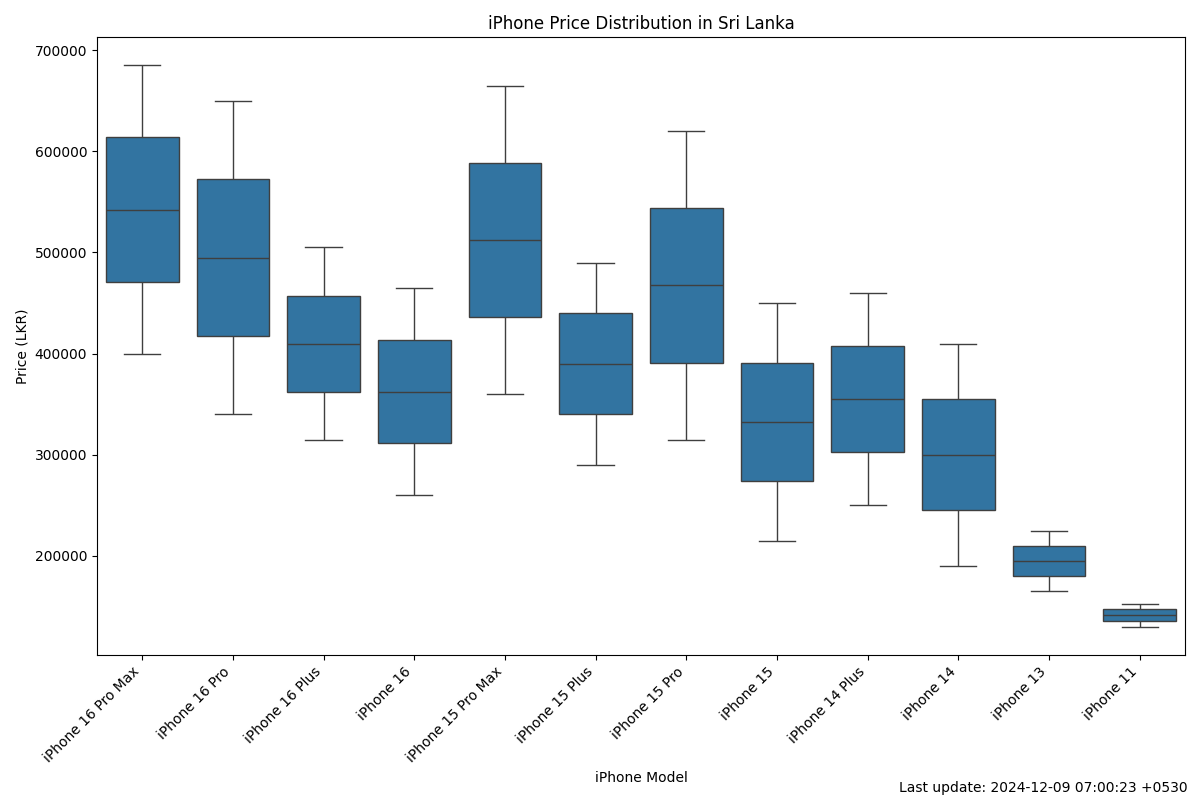 iPhone Price Distribution in Sri Lanka
Price (LKR)
700000
600000
500000
400000
300000
200000
iPhone 16 Pro Max
iPhone 16 Pro
iPhone 16 Plus
iPhone 16
iPhone 15 Pro Max
iPhone 15 Plus
iPhone 15 Pro
iPhone 15
iPhone 14 Plus
iPhone 14
iPhone 13
iPhone 11
iPhone Model
Last update: 2024-12-09 07:00:23 +0530